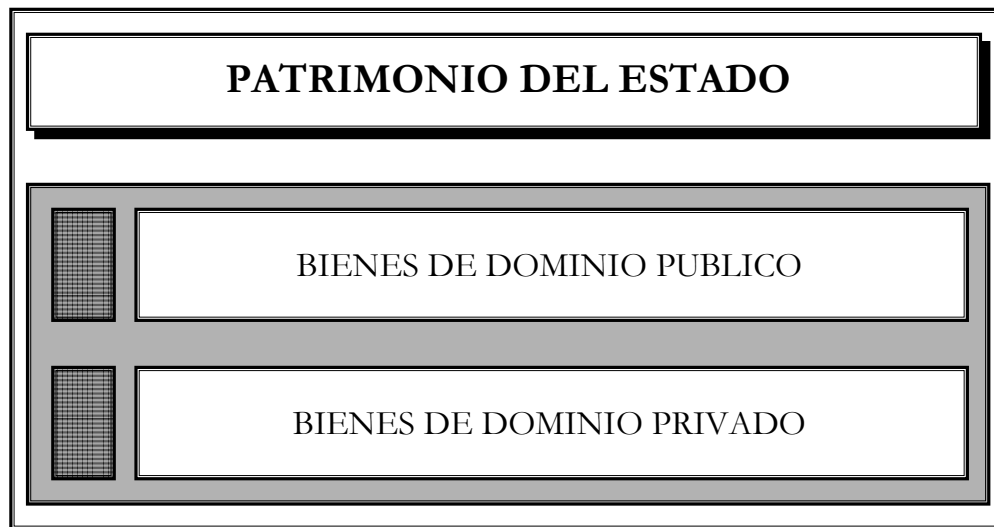 PATRIMONIO DEL ESTADO
BIENES DE DOMINIO PUBLICO
BIENES DE DOMINIO PRIVADO